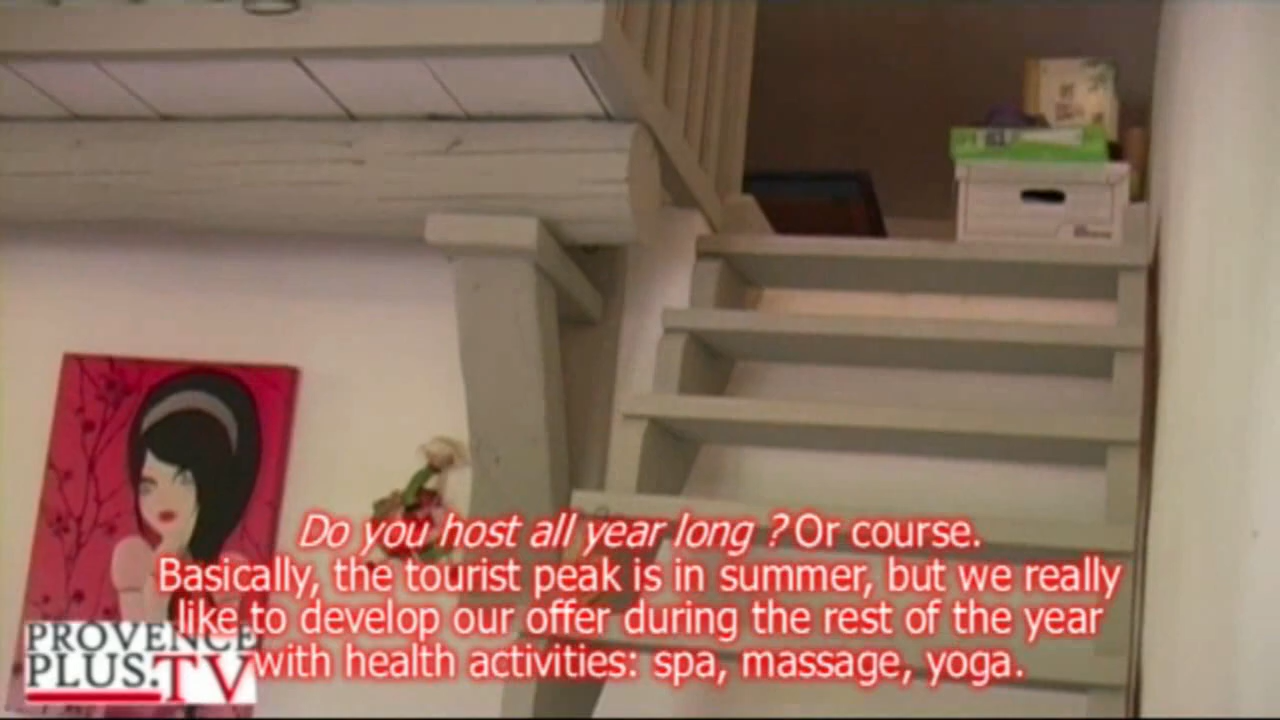 Do you host all year long ? Or course.
Basically, the tourist peak is in summer, but we really
like to develop our offer during the rest of the year
with health activities: spa, massage, yoga.
PROVENCE
PLUS.TV